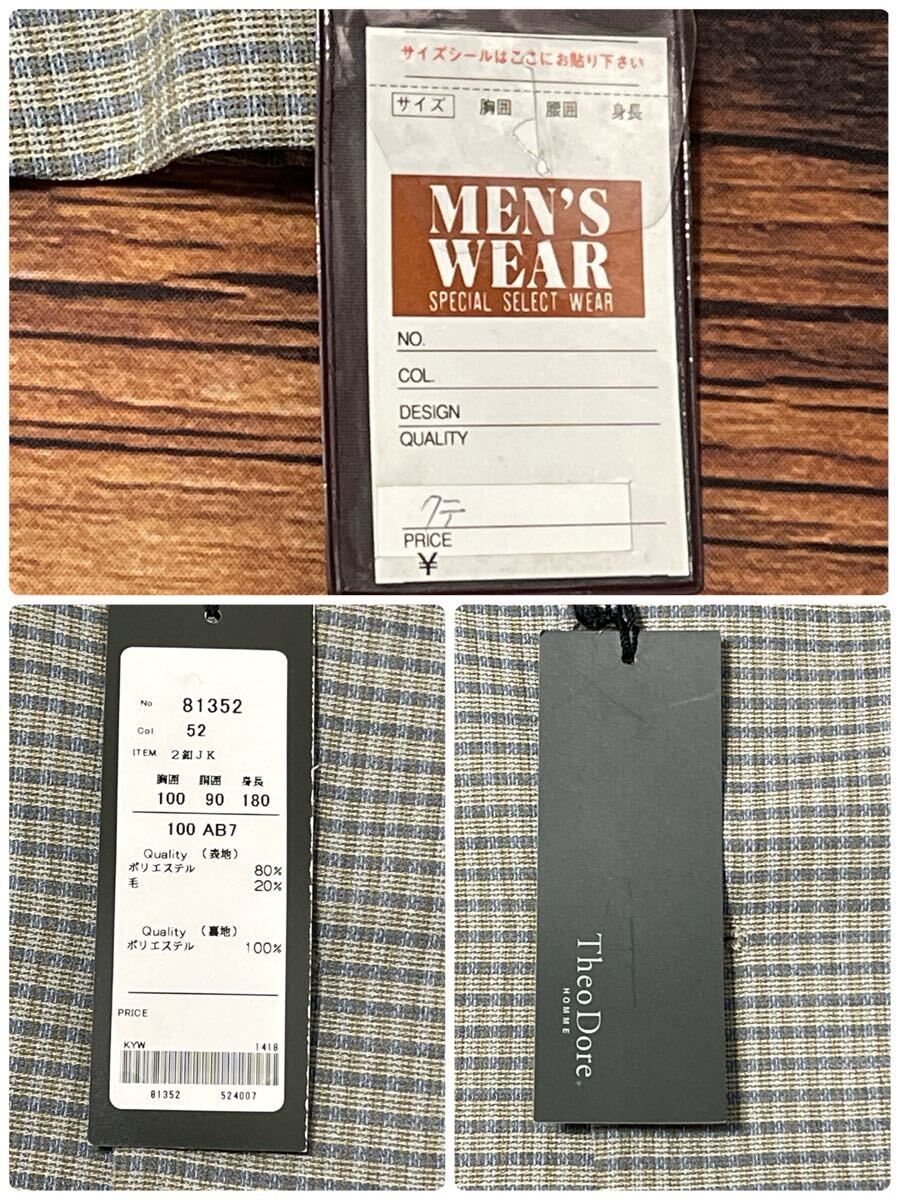 サイズシールはここにお貼り下さい
サイズ 胸囲 腰囲 身長
MEN'S
WEAR
SPECIAL SELECT WEAR
NO.
COL.
DESIGN
QUALITY
クテ
PRICE
¥
No 81352
Col 52
ITEM 2釦JK
胸囲 胴囲 身長
100 90 180
100 AB7
Quality (表地)
ポリエステル 80%
毛 20%
Quality (裏地)
ポリエステル 100%
PRICE
KYW 1418
81352 524007
TheoDore
HOMME